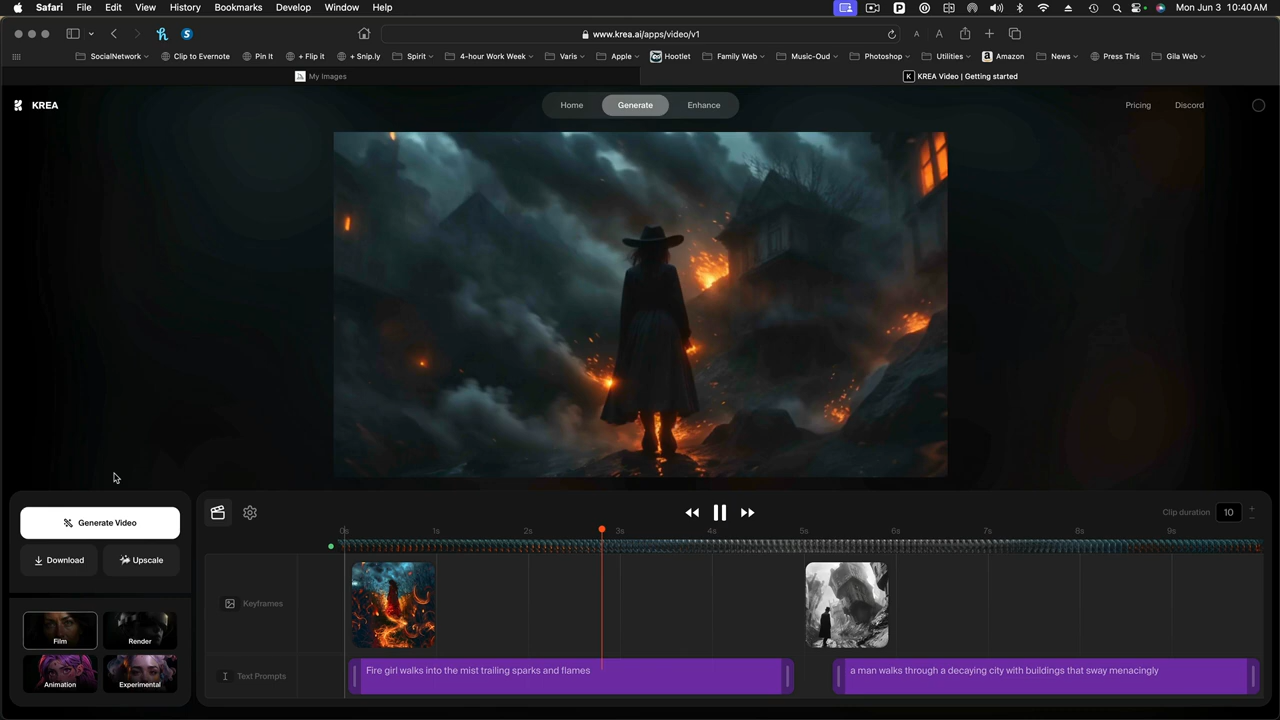 Safari File Edit View History Bookmarks Develop Window Help Mon Jun 3 10:40 AM
www.krea.ai/apps/video/v1 A A
SocialNetwork Clip to Evernote Pin It + Flip it + Snip.ly Spirit 4-hour Work Week Varis Apple Hootlet Family Web Music-Oud Photoshop Utilities Amazon News Press This Gila Web
My Images KREA Video | Getting started
KREA Home Generate Enhance Pricing Discord
Generate Video
Download Upscale
Film Render
Animation Experimental
Clip duration 10
0s 1s 2s 3s 4s 5s 6s 7s 8s 9s
Keyframes
Text Prompts Fire girl walks into the mist trailing sparks and flames a man walks through a decaying city with buildings that sway menacingly